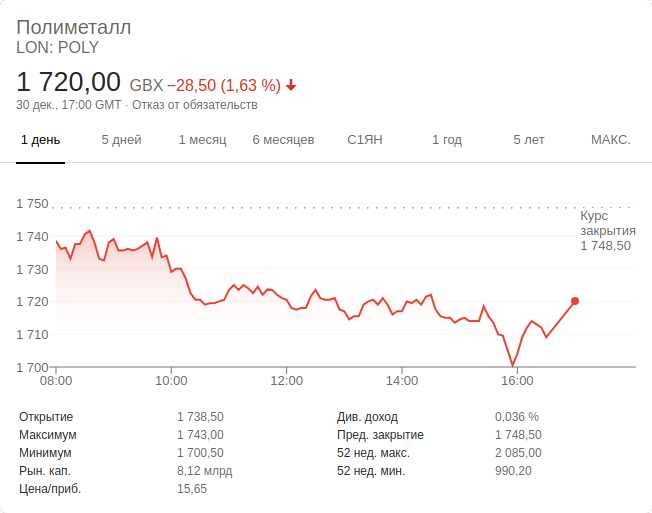 Полиметалл
LON: POLY
1 720,00 GBX −28,50 (1,63 %)
30 дек., 17:00 GMT · Отказ от обязательств
1 день 5 дней 1 месяц 6 месяцев С1ЯН 1 год 5 лет МАКС.
1 750
Курс
закрытия
1 748,50
1 740
1 730
1 720
1 710
1 700
08:00 10:00 12:00 14:00 16:00
Открытие 1 738,50 Див. доход 0,036 %
Максимум 1 743,00 Пред. закрытие 1 748,50
Минимум 1 700,50 52 нед. макс. 2 085,00
Рын. кап. 8,12 млрд 52 нед. мин. 990,20
Цена/приб. 15,65